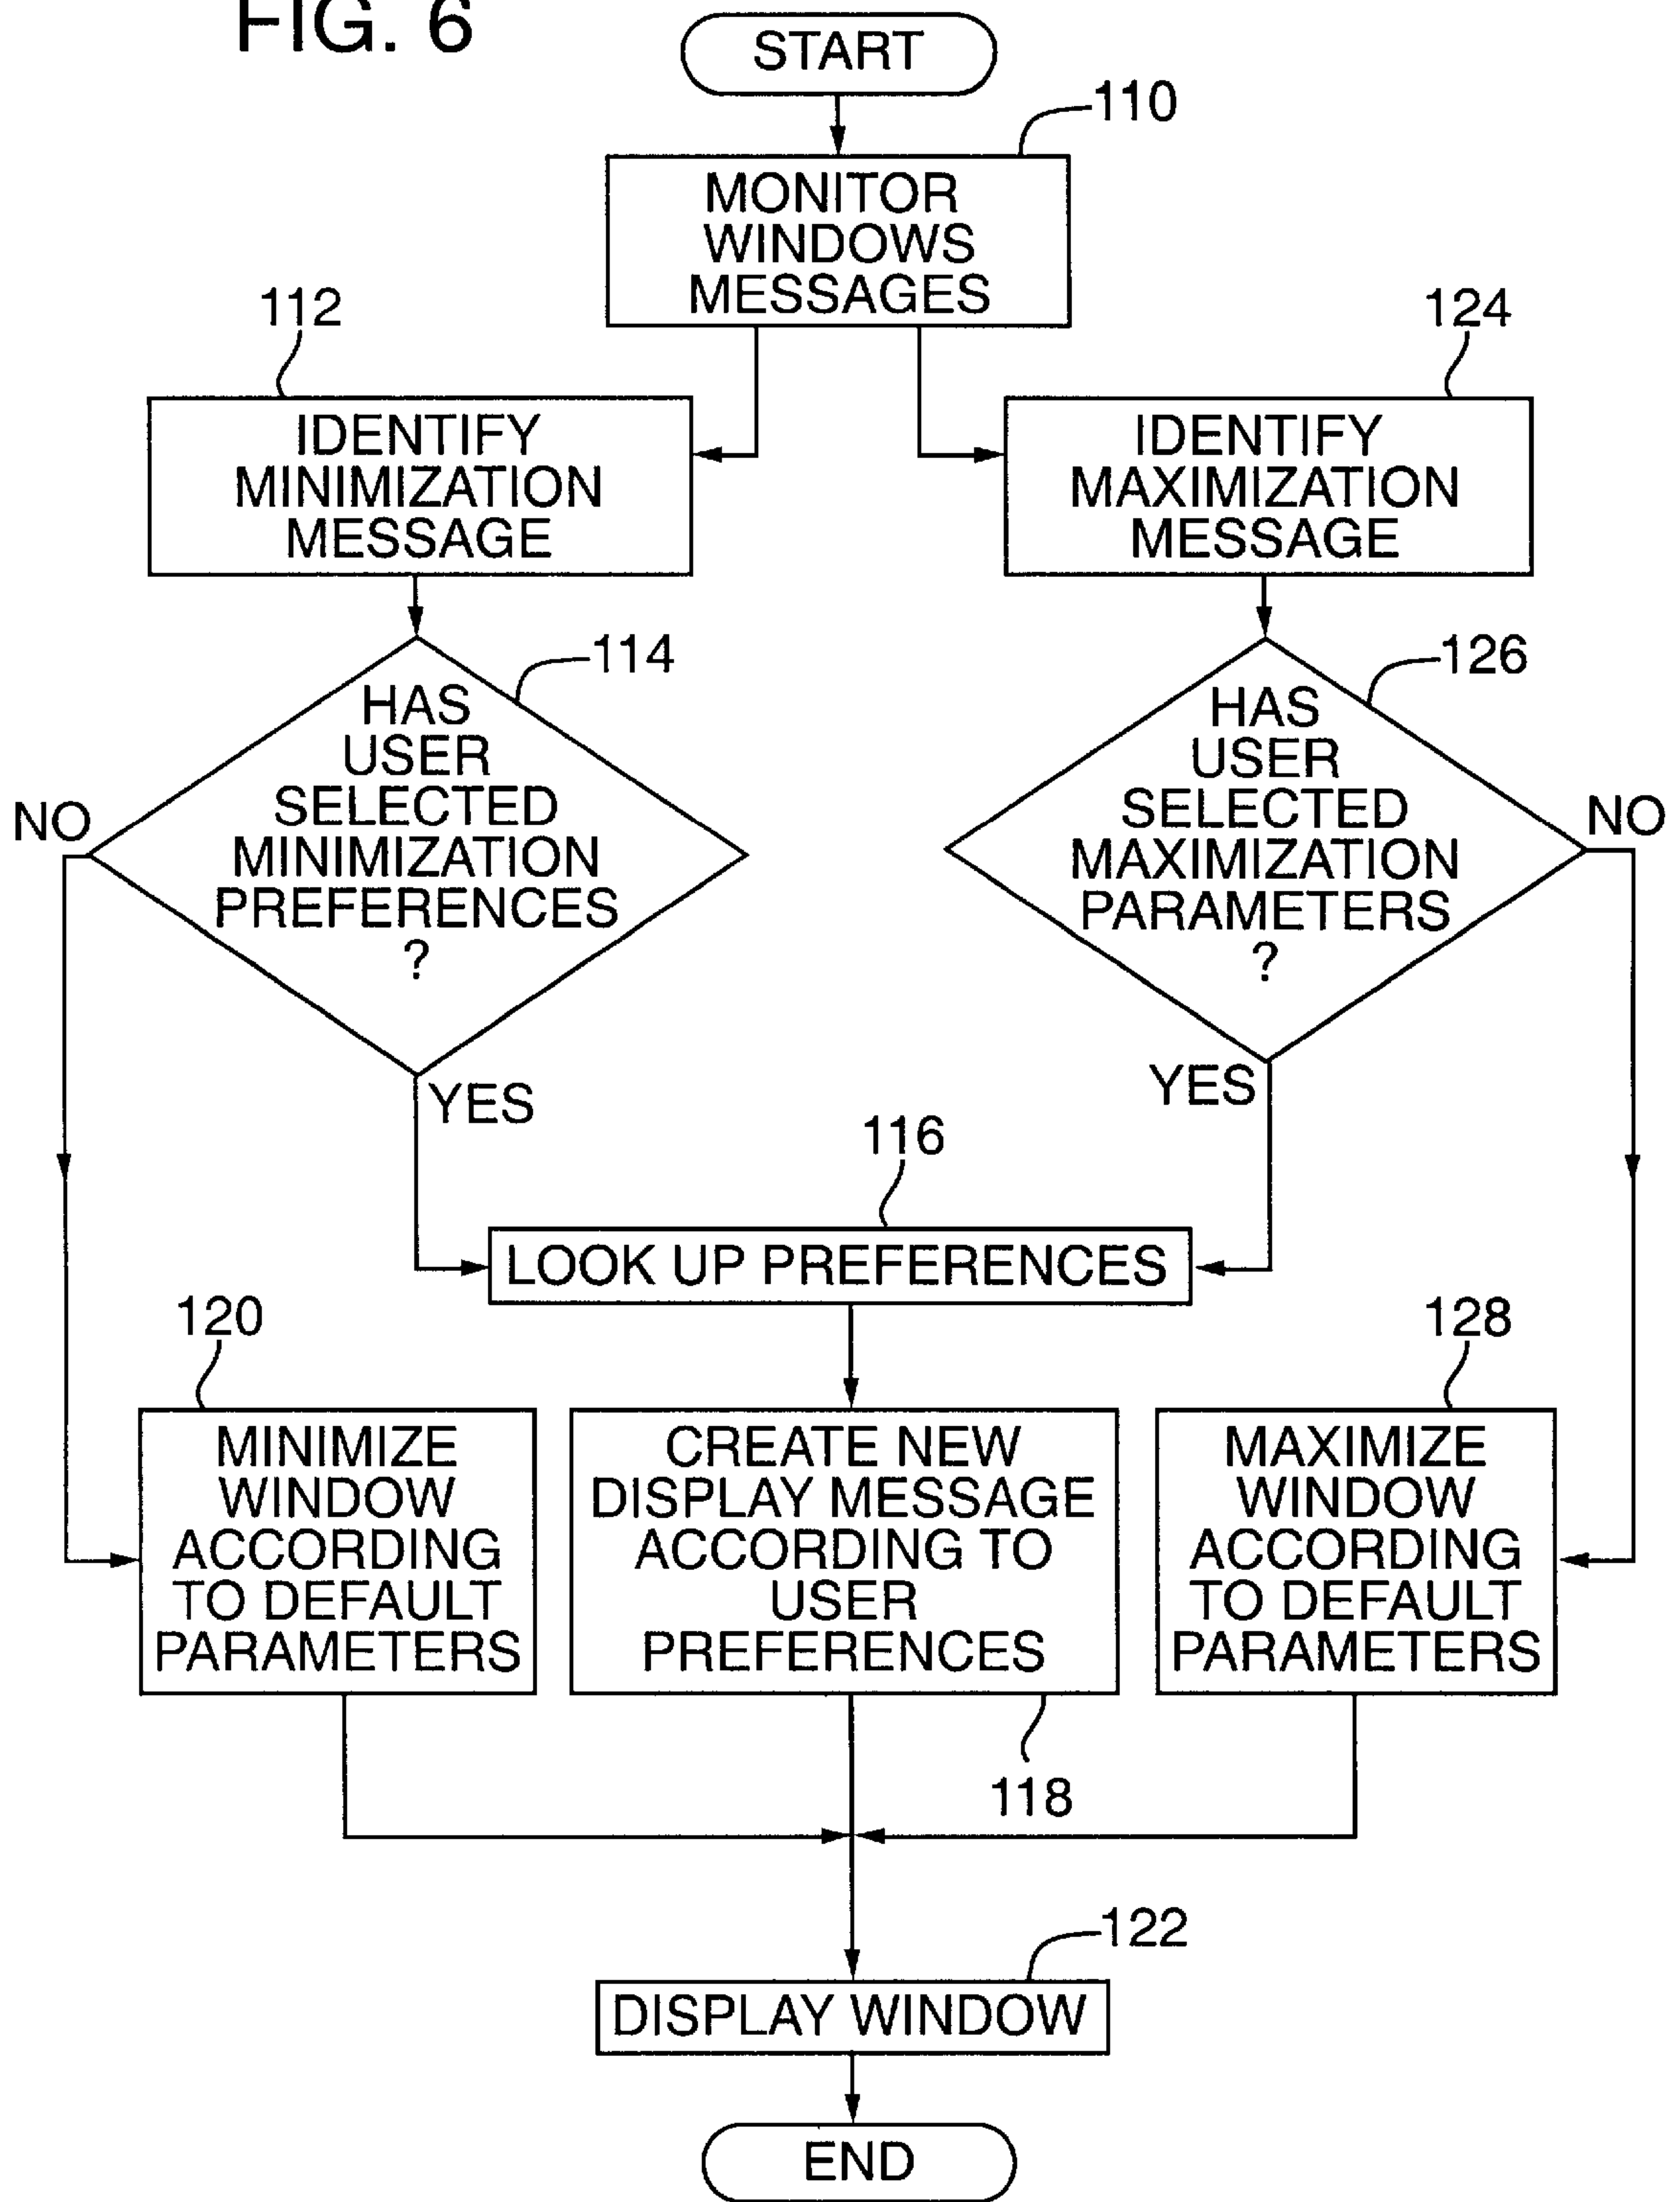 FIG. 6
START
110
MONITOR
WINDOWS
MESSAGES
112
124
IDENTIFY
MINIMIZATION
MESSAGE
IDENTIFY
MAXIMIZATION
MESSAGE
114
126
HAS
USER
SELECTED
MINIMIZATION
PREFERENCES
?
HAS
USER
SELECTED
MAXIMIZATION
PARAMETERS
?
NO
NO
YES
YES
116
LOOK UP PREFERENCES
120
128
MINIMIZE
WINDOW
ACCORDING
TO DEFAULT
PARAMETERS
CREATE NEW
DISPLAY MESSAGE
ACCORDING TO
USER
PREFERENCES
MAXIMIZE
WINDOW
ACCORDING
TO DEFAULT
PARAMETERS
118
122
DISPLAY WINDOW
END